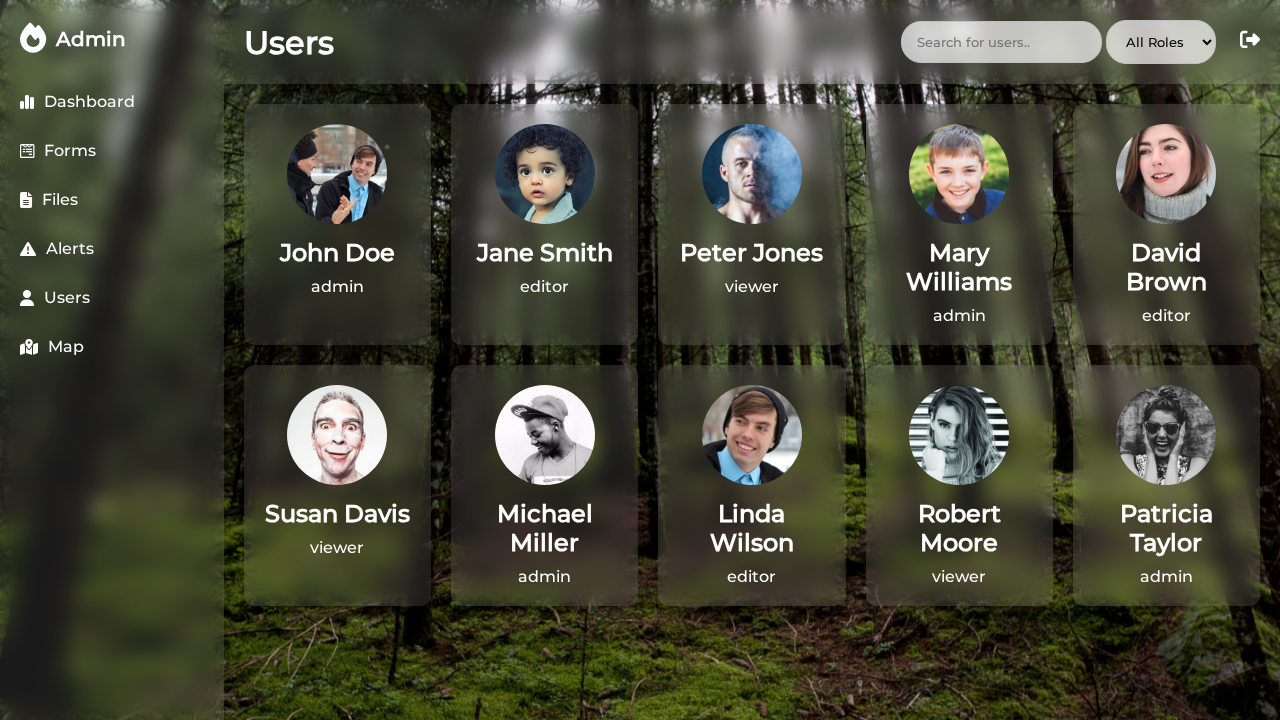 Admin
Dashboard
Forms
Files
Alerts
Users
Map
Users
Search for users..
All Roles
John Doe
admin
Jane Smith
editor
Peter Jones
viewer
Mary
Williams
admin
David
Brown
editor
Susan Davis
viewer
Michael
Miller
admin
Linda
Wilson
editor
Robert
Moore
viewer
Patricia
Taylor
admin